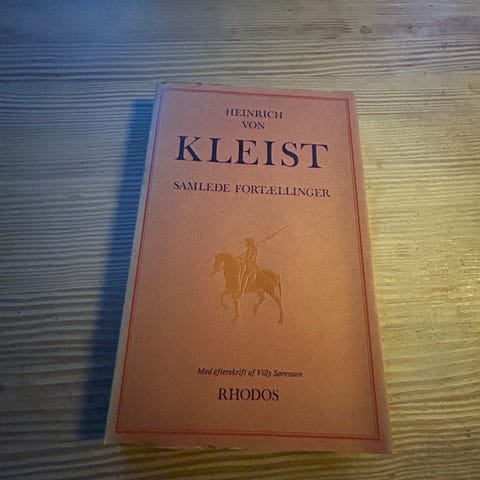 HEINRICH
VON
KLEIST
SAMLEDE FORTÆLLINGER
Med efterskrift af Villy Sørensen
RHODOS